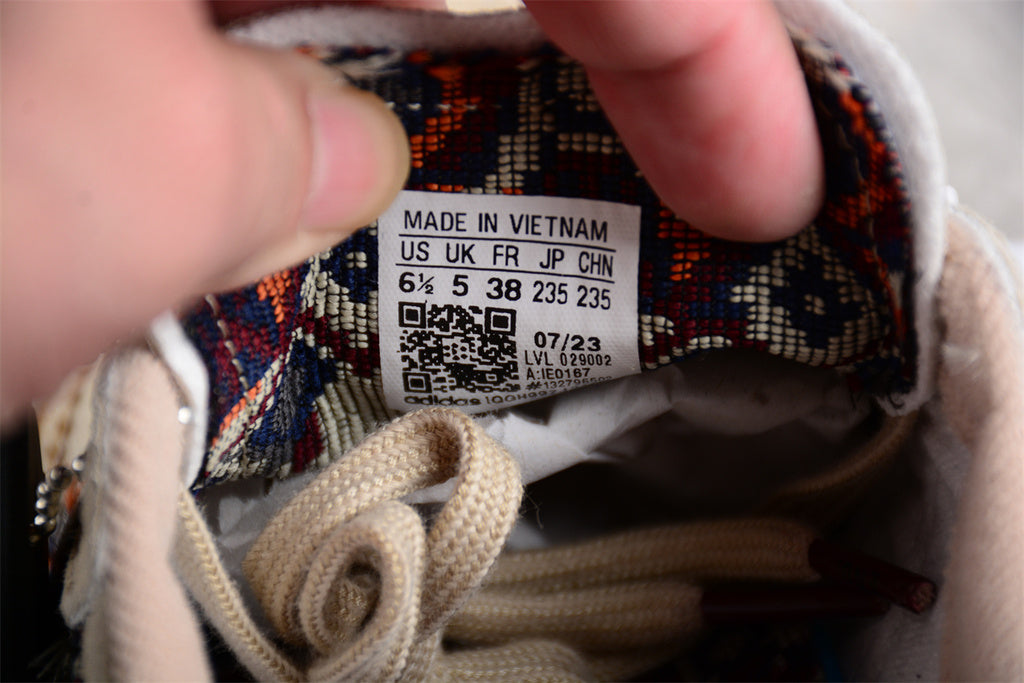 MADE IN VIETNAM
US UK FR JP CHN
6½ 5 38 235 235
07/23
LVL 029002
A:IE0167
adidas